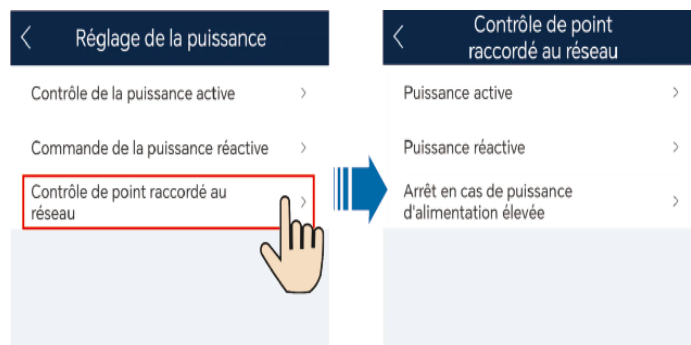 Réglage de la puissance
Contrôle de la puissance active
Commande de la puissance réactive
Contrôle de point raccordé au
réseau
Contrôle de point
raccordé au réseau
Puissance active
Puissance réactive
Arrêt en cas de puissance
d'alimentation élevée